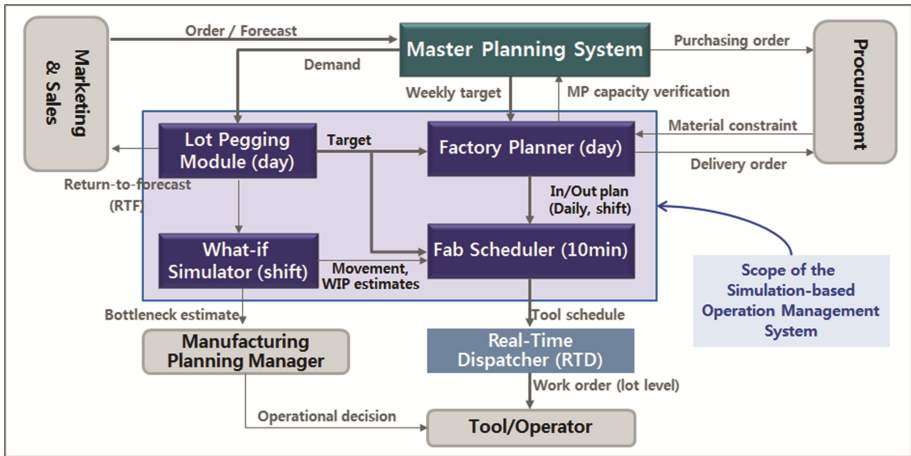 Marketing
& Sales
Order / Forecast
Demand
Master Planning System
Purchasing order
Procurement
Weekly target
MP capacity verification
Lot Pegging
Module (day)
Target
Factory Planner (day)
Material constraint
Delivery order
Return-to-forecast
(RTF)
In/Out plan
(Daily, shift)
What-if
Simulator (shift)
Movement,
WIP estimates
Fab Scheduler (10min)
Scope of the
Simulation-based
Operation Management
System
Bottleneck estimate
Tool schedule
Manufacturing
Planning Manager
Real-Time
Dispatcher (RTD)
Work order (lot level)
Operational decision
Tool/Operator